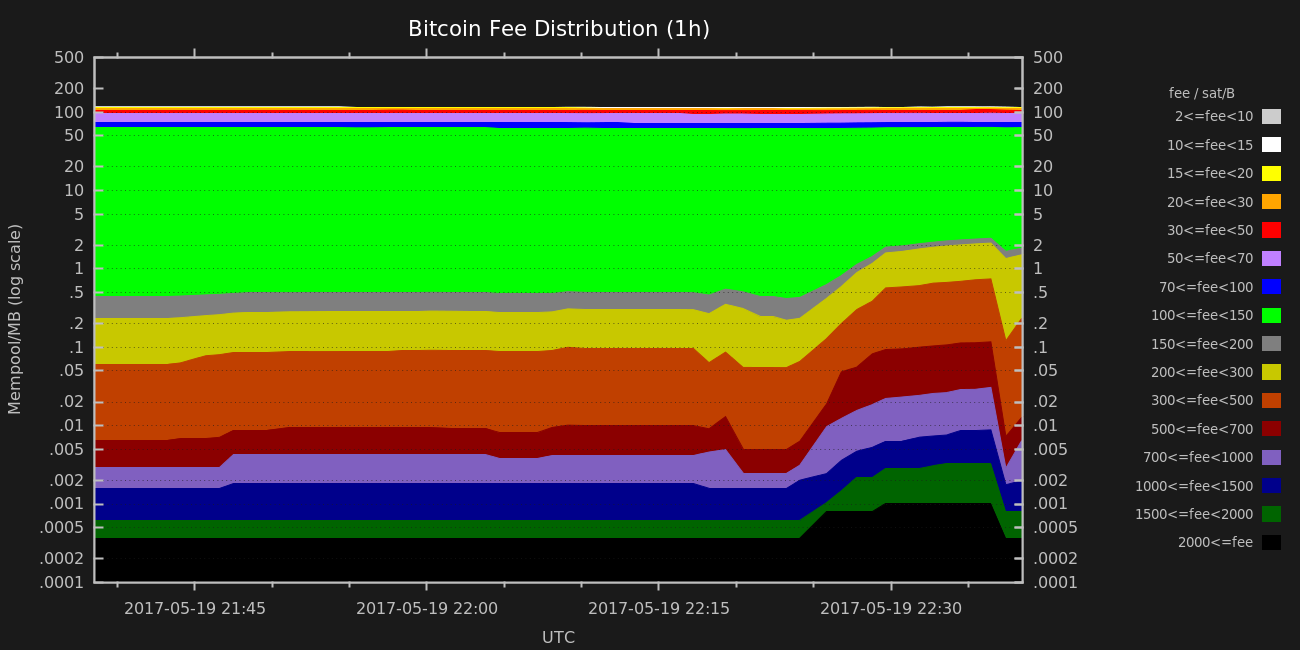 Bitcoin Fee Distribution (1h)
500
200
100
50
20
10
5
2
1
.5
.2
.1
.05
.02
.01
.005
.002
.001
.0005
.0002
.0001
Mempool/MB (log scale)
500
200
100
50
20
10
5
2
1
.5
.2
.1
.05
.02
.01
.005
.002
.001
.0005
.0002
.0001
2017-05-19 21:45
2017-05-19 22:00
2017-05-19 22:15
2017-05-19 22:30
UTC
fee / sat/B
2<=fee<10
10<=fee<15
15<=fee<20
20<=fee<30
30<=fee<50
50<=fee<70
70<=fee<100
100<=fee<150
150<=fee<200
200<=fee<300
300<=fee<500
500<=fee<700
700<=fee<1000
1000<=fee<1500
1500<=fee<2000
2000<=fee